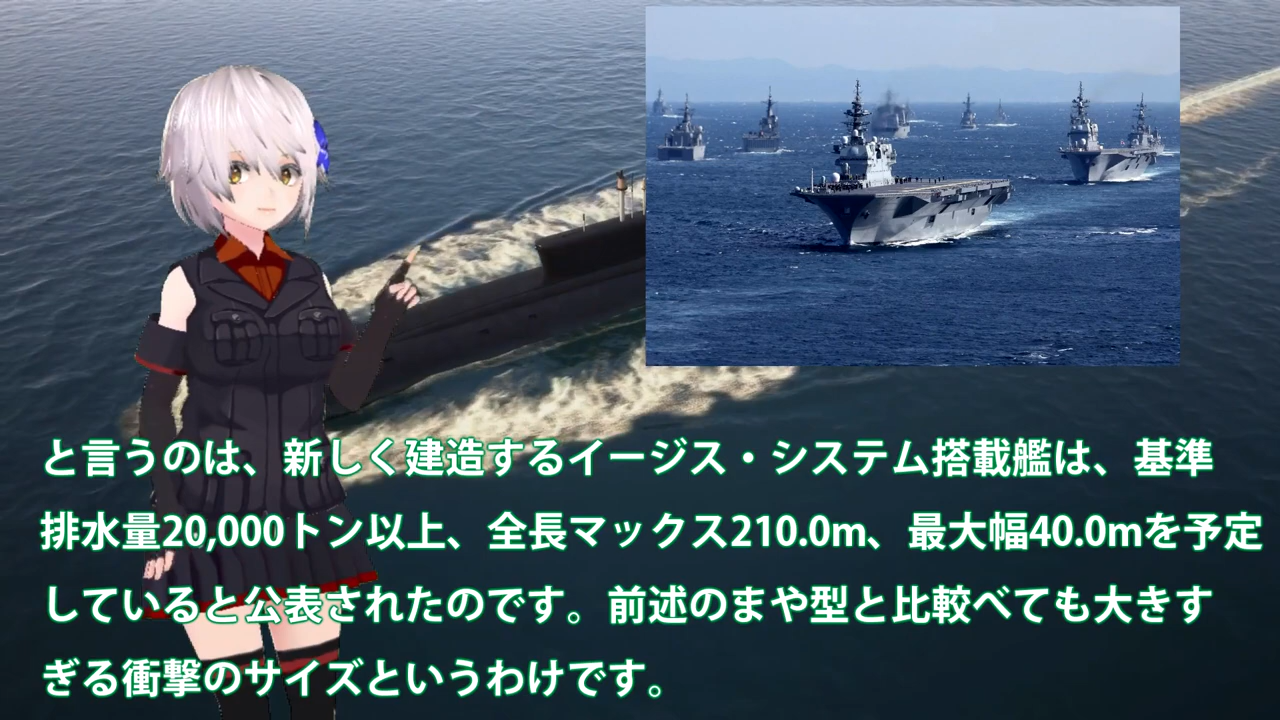 と言うのは、新しく建造するイージス・システム搭載艦は、基準
排水量20,000トン以上、全長マックス210.0m、最大幅40.0mを予定
していると公表されたのです。前述のまや型と比較べても大きす
ぎる衝撃のサイズというわけです。